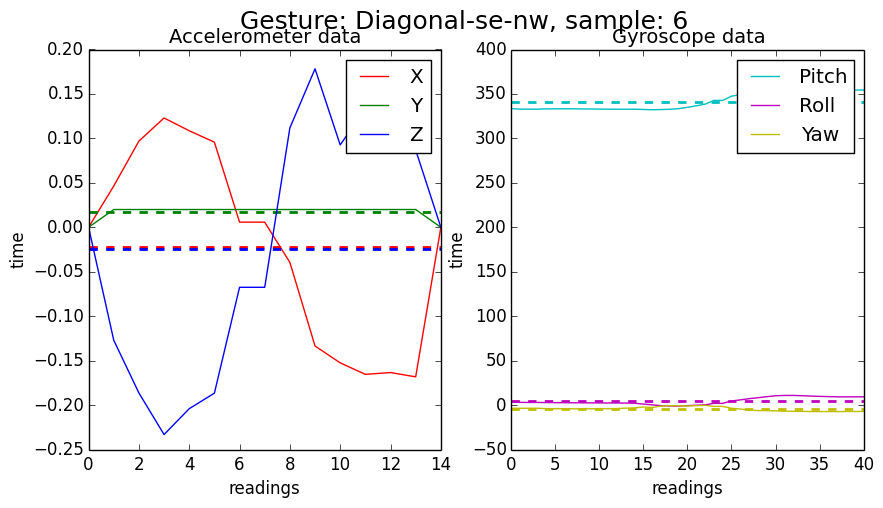 Gesture: Diagonal-se-nw, sample: 6
Accelerometer data
0.20
0.15
0.10
0.05
0.00
−0.05
−0.10
−0.15
−0.20
−0.25
time
0 2 4 6 8 10 12 14
readings
X
Y
Z
Gyroscope data
400
350
300
250
200
150
100
50
0
−50
time
0 5 10 15 20 25 30 35 40
readings
Pitch
Roll
Yaw